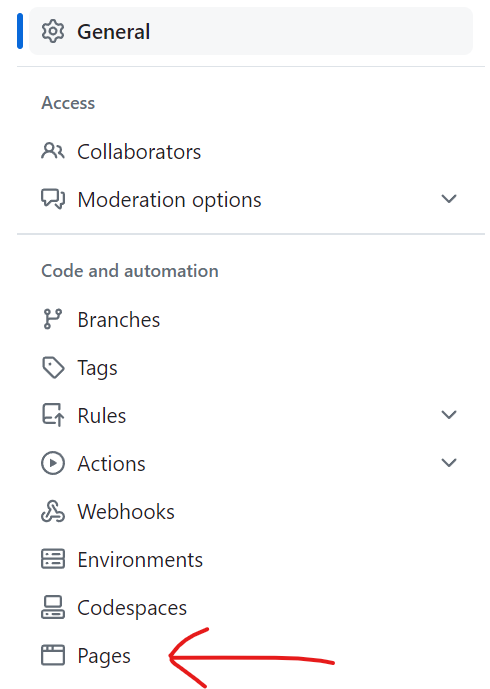 General
Access
Collaborators
Moderation options
Code and automation
Branches
Tags
Rules
Actions
Webhooks
Environments
Codespaces
Pages